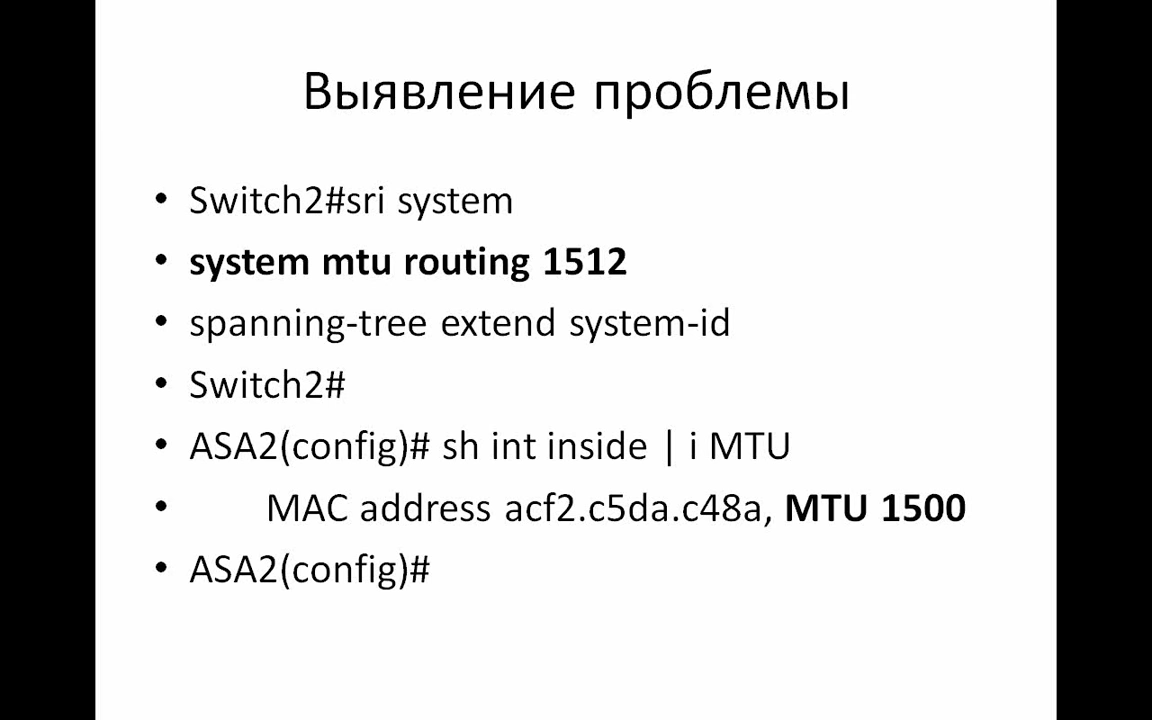 Выявление проблемы
• Switch2#sri system
• system mtu routing 1512
• spanning-tree extend system-id
• Switch2#
• ASA2(config)# sh int inside | i MTU
• MAC address acf2.c5da.c48a, MTU 1500
• ASA2(config)#